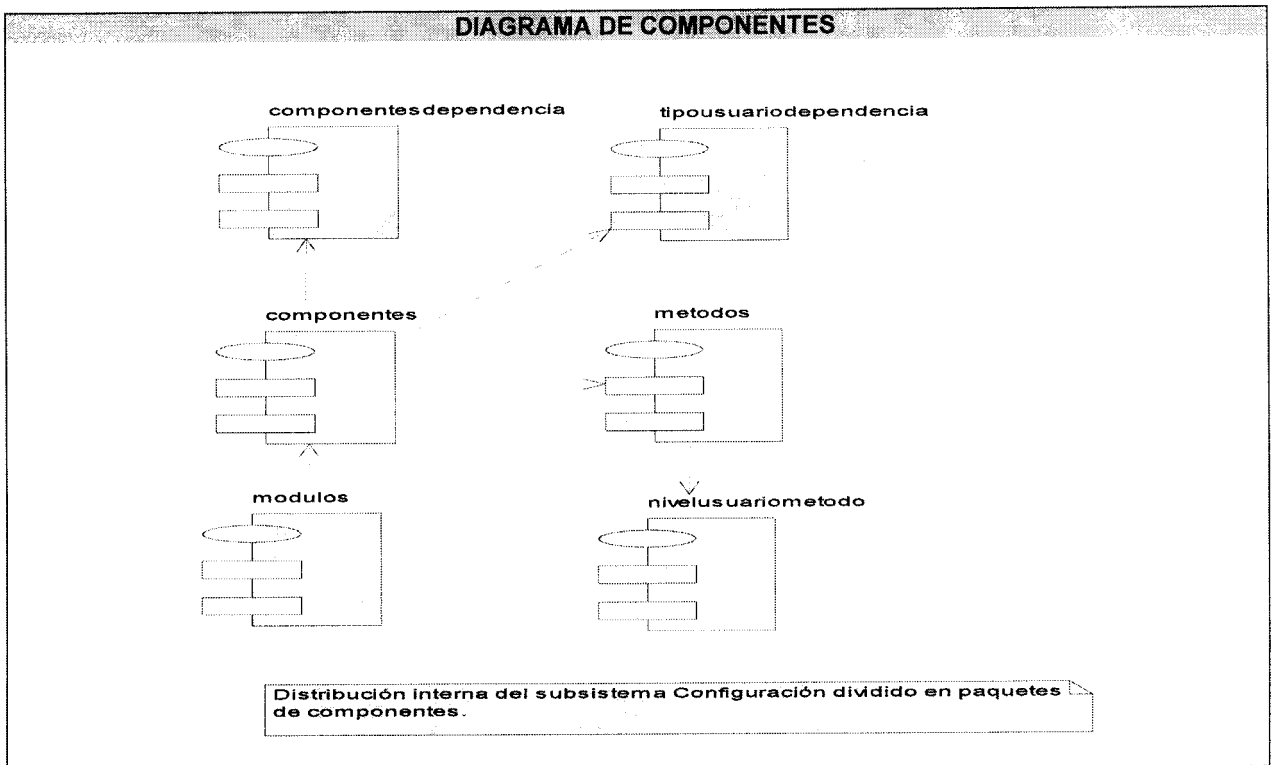 DIAGRAMA DE COMPONENTES
componentesdependencia
tipousuariodependencia
componentes
metodos
modulos
nivelusuariometodo
Distribución interna del subsistema Configuración dividido en paquetes
de componentes.